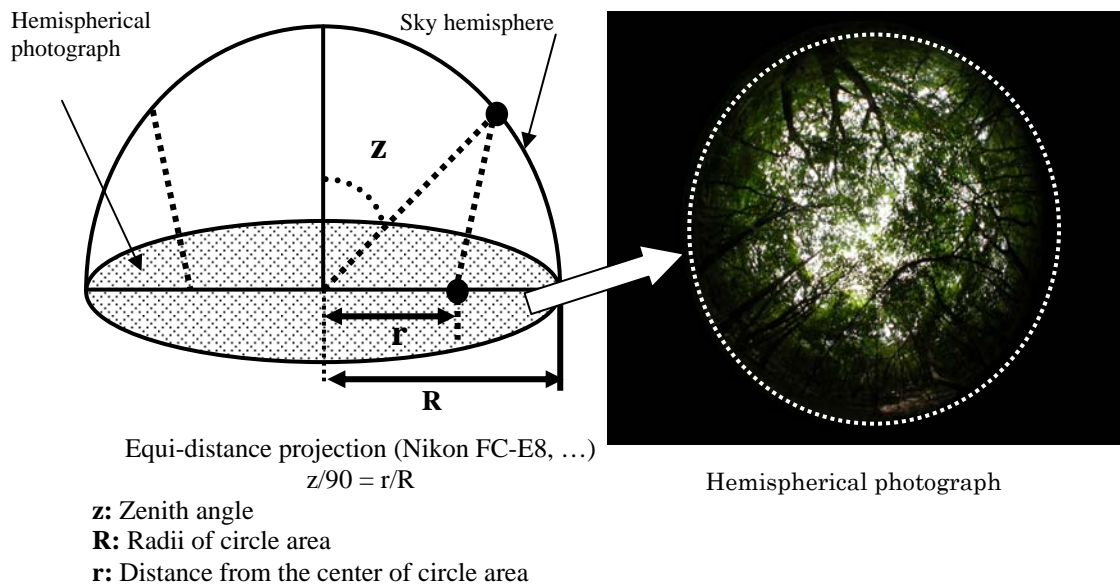 Hemispherical
photograph
Sky hemisphere
z
r
R
Equi-distance projection (Nikon FC-E8, …)
z/90 = r/R
Hemispherical photograph
z: Zenith angle
R: Radii of circle area
r: Distance from the center of circle area